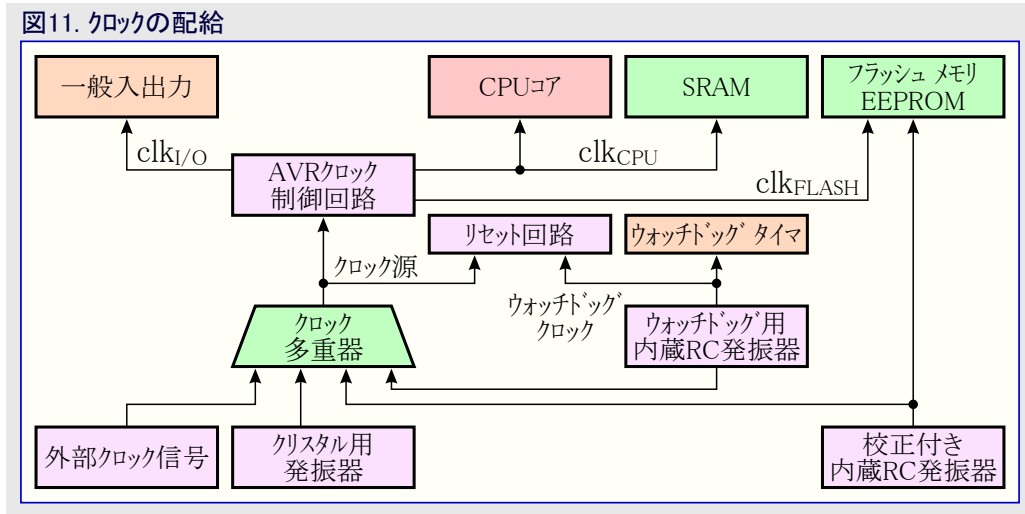 図11. クロックの配給
一般入出力
CPUコア
SRAM
フラッシュ メモリ
EEPROM
clkI/O
clkCPU
AVRクロック
制御回路
clkFLASH
リセット回路
ウォッチドッグ タイマ
クロック源
ウォッチドッグ
クロック
クロック
多重器
ウォッチドッグ用
内蔵RC発振器
外部クロック信号
クリスタル用
発振器
校正付き
内蔵RC発振器